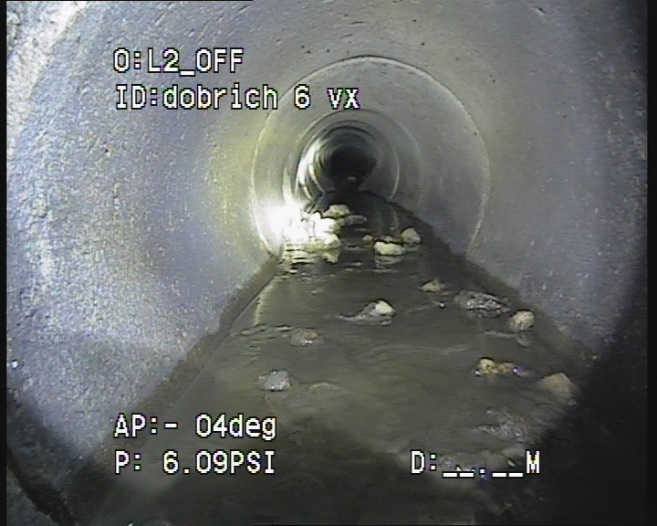 O:L2_OFF
ID:dobrich 6 vx
AP:- 04deg
P: 6.09PSI
D:__.__M